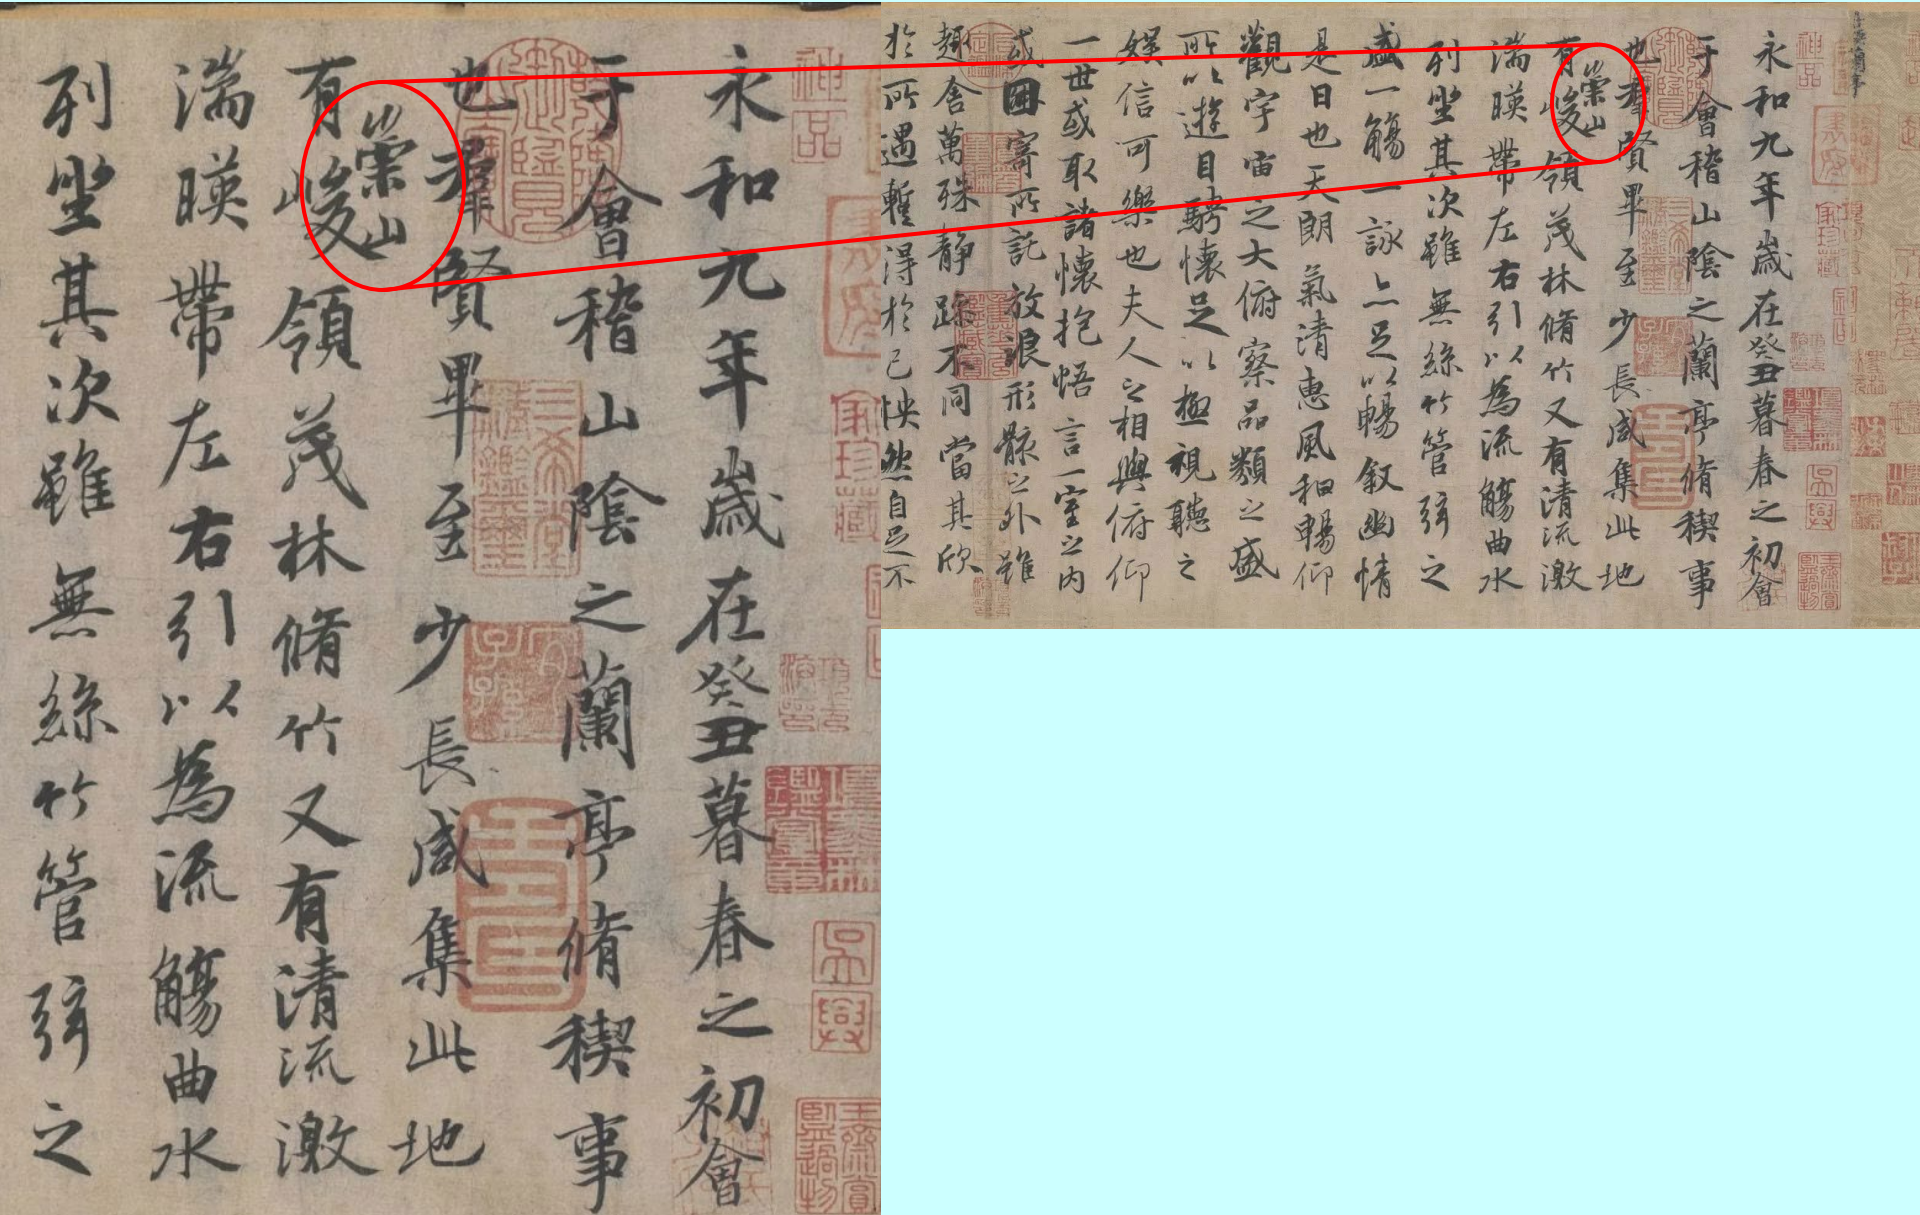 永和九年歲在癸丑暮春之初會
于會稽山陰之蘭亭脩稧事
也羣賢畢至少長咸集此地
有崇山峻領茂林脩竹又有清流激
湍暎帶左右引以為流觴曲水
列坐其次雖無絲竹管弦之
永和九年歲在癸丑暮春之初會
于會稽山陰之蘭亭脩稧事
也羣賢畢至少長咸集此地
有崇山峻領茂林脩竹又有清流激
湍暎帶左右引以為流觴曲水
列坐其次雖無絲竹管弦之
盛一觴一詠亦足以暢敘幽情
是日也天朗氣清惠風和暢仰
觀宇宙之大俯察品類之盛
所以遊目騁懷足以極視聽之
娛信可樂也夫人之相與俯仰
一世或取諸懷抱悟言一室之內
或因寄所託放浪形骸之外雖
趣舍萬殊靜躁不同當其欣
於所遇蹔得於己怏然自足不
神品